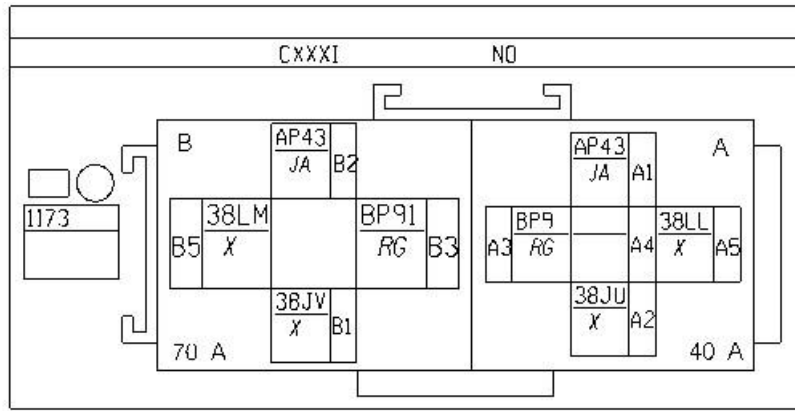 CXXXI NO
B AP43 B2 AP43 A1 A
JA JA
1173 B5 38LM BP91 B3 A3 BP9 A4 38LL A5
X RG RG X
38JV B1 38JU A2
X X
70 A 40 A